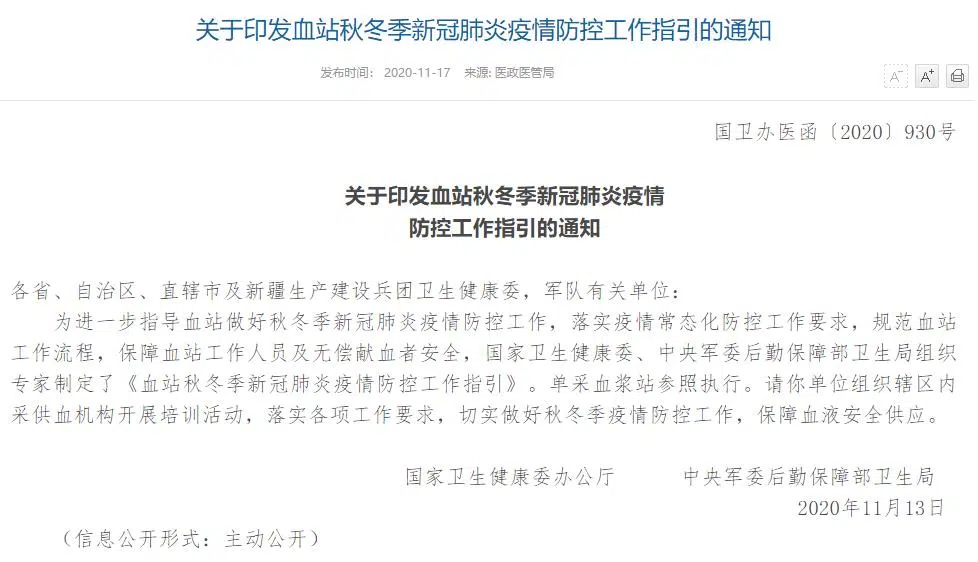 关于印发血站秋冬季新冠肺炎疫情防控工作指引的通知
发布时间： 2020-11-17 来源: 医政医管局
A-
A+
国卫办医函〔2020〕930号
关于印发血站秋冬季新冠肺炎疫情
防控工作指引的通知
各省、自治区、直辖市及新疆生产建设兵团卫生健康委，军队有关单位：
为进一步指导血站做好秋冬季新冠肺炎疫情防控工作，落实疫情常态化防控工作要求，规范血站
工作流程，保障血站工作人员及无偿献血者安全，国家卫生健康委、中央军委后勤保障部卫生局组织
专家制定了《血站秋冬季新冠肺炎疫情防控工作指引》。单采血浆站参照执行。请你单位组织辖区内
采供血机构开展培训活动，落实各项工作要求，切实做好秋冬季疫情防控工作，保障血液安全供应。
国家卫生健康委办公厅 中央军委后勤保障部卫生局
2020年11月13日
（信息公开形式：主动公开）